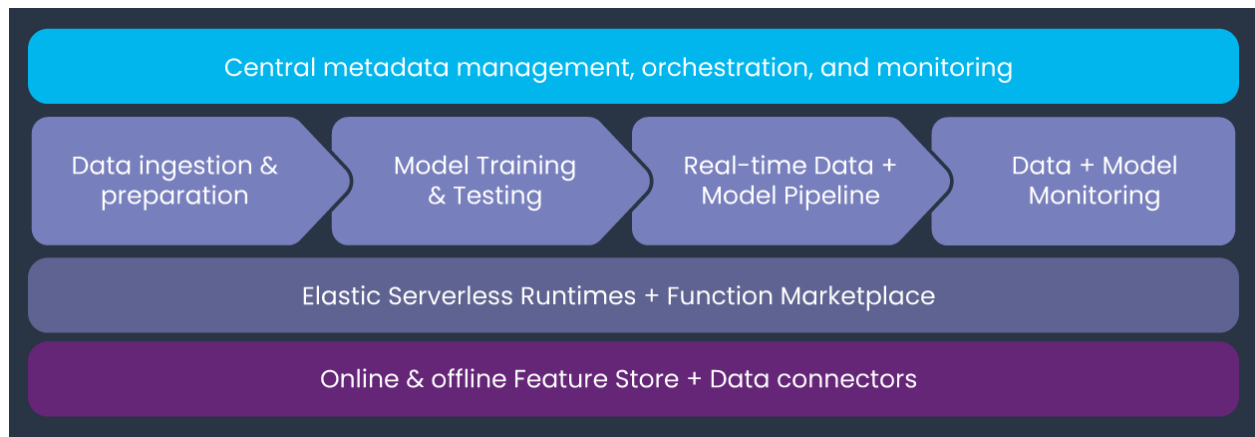 Central metadata management, orchestration, and monitoring
Data ingestion &
preparation
Model Training
& Testing
Real-time Data +
Model Pipeline
Data + Model
Monitoring
Elastic Serverless Runtimes + Function Marketplace
Online & offline Feature Store + Data connectors